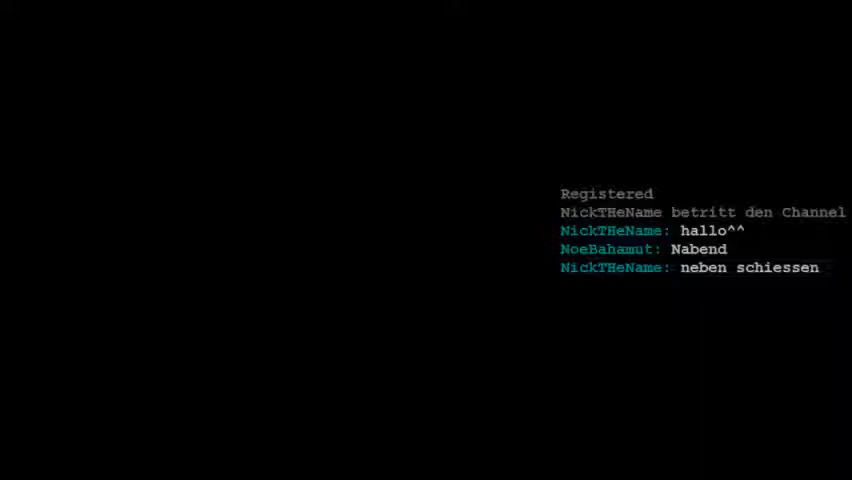 Registered
NickTHeName betritt den Channel
NickTHeName: hallo^^
NoeBahamut: Nabend
NickTHeName: neben schiessen